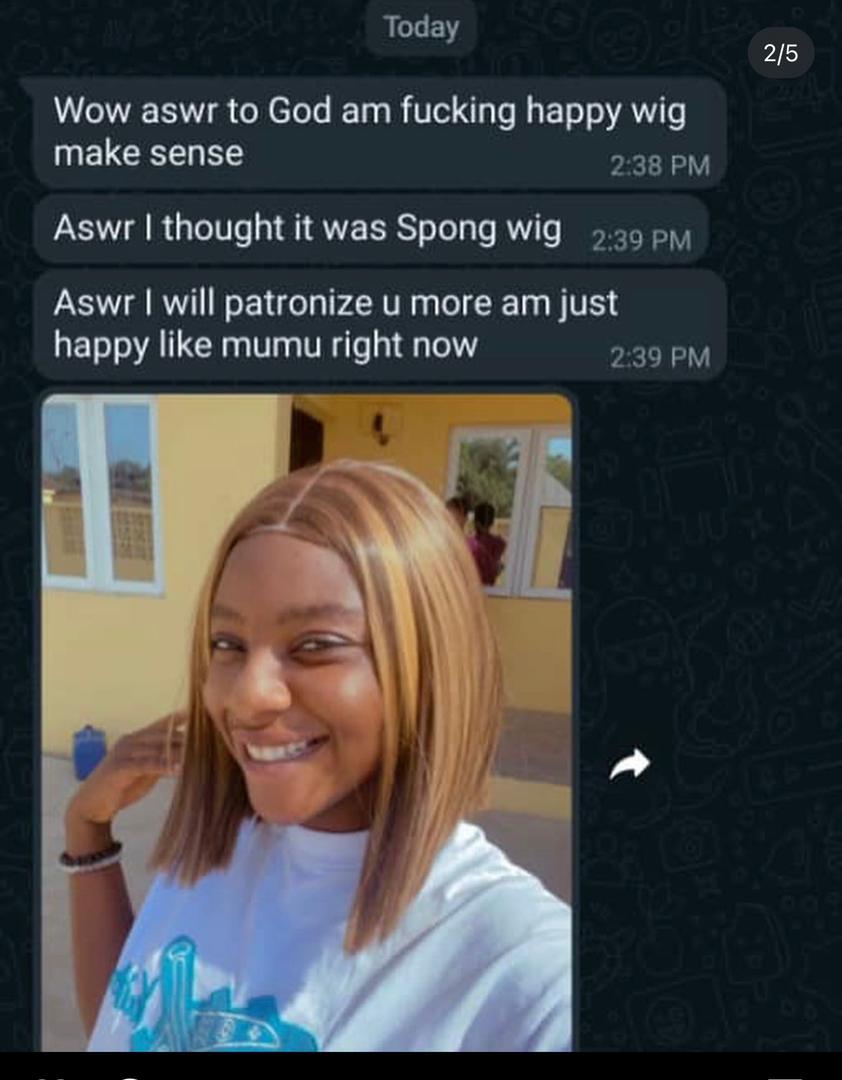 Today
2/5
Wow aswr to God am fucking happy wig
make sense
2:38 PM
Aswr I thought it was Spong wig
2:39 PM
Aswr I will patronize u more am just
happy like mumu right now
2:39 PM